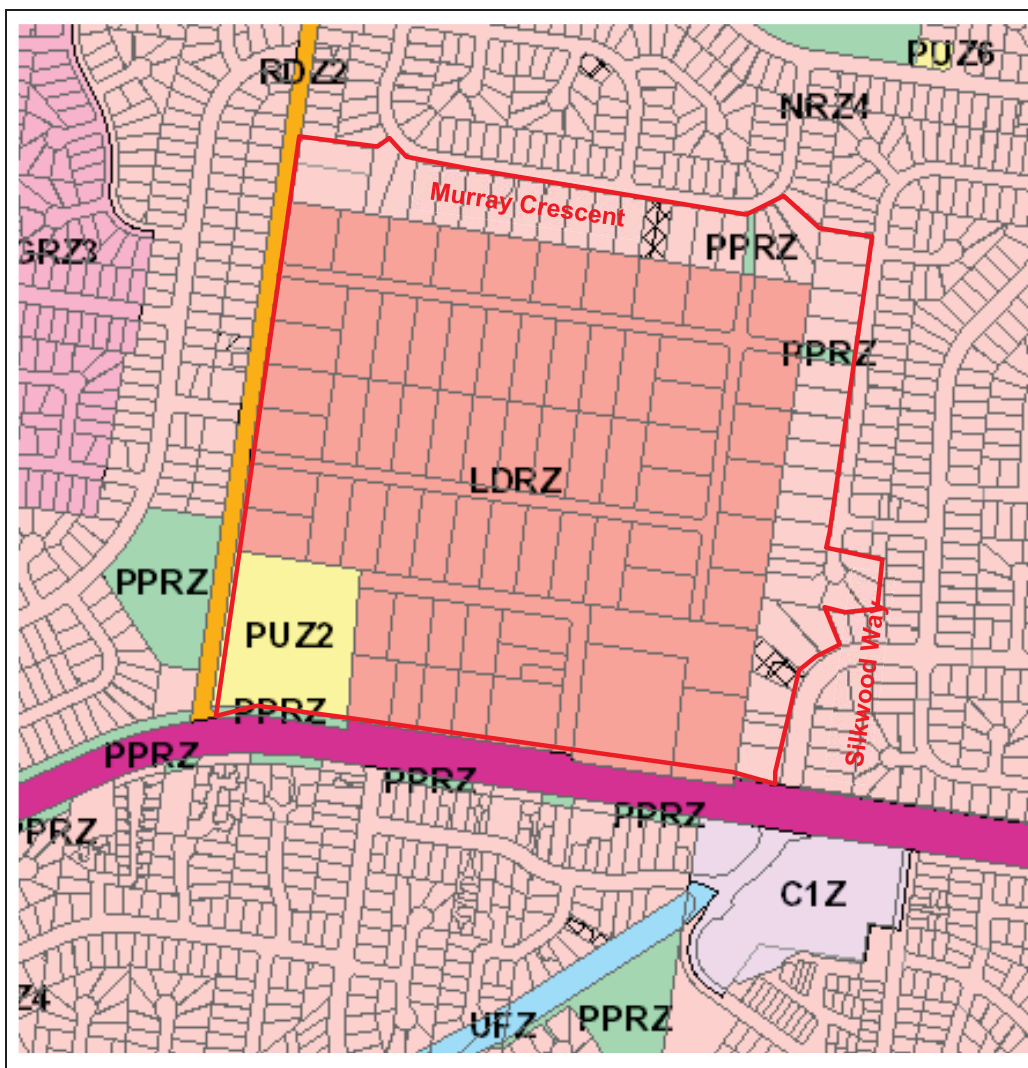 PUZ6
RDZ2
NRZ4
Murray Crescent
PPRZ
GRZ3
PPRZ
LDRZ
PPRZ
PUZ2
Silkwood Way
PPRZ
PPRZ
PPRZ
PPRZ
PPRZ
C1Z
Z4
PPRZ
UFZ